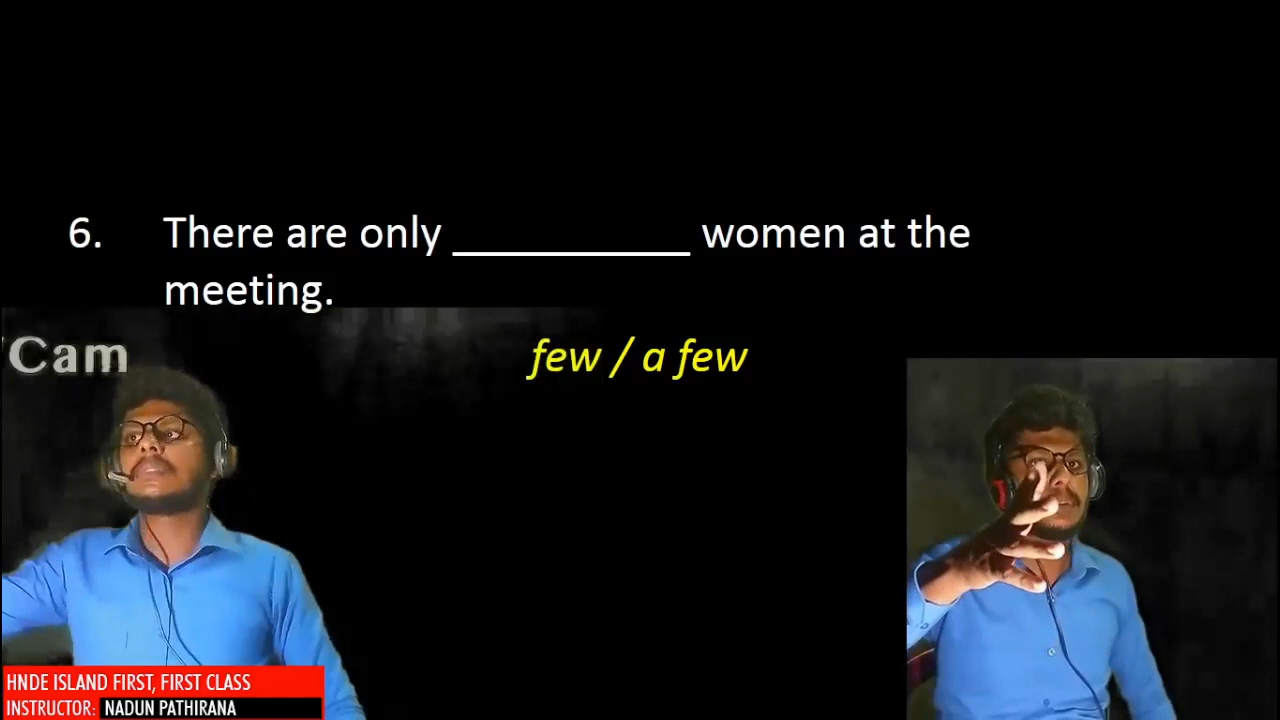 6. There are only __________ women at the
meeting.
few / a few
Cam
HNDE ISLAND FIRST, FIRST CLASS
INSTRUCTOR: NADUN PATHIRANA